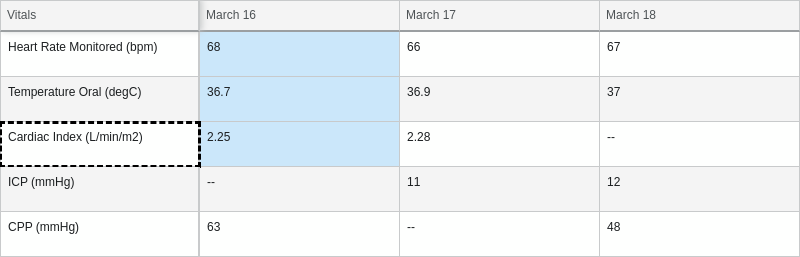 Vitals March 16 March 17 March 18
Heart Rate Monitored (bpm) 68 66 67
Temperature Oral (degC) 36.7 36.9 37
Cardiac Index (L/min/m2) 2.25 2.28 --
ICP (mmHg) -- 11 12
CPP (mmHg) 63 -- 48